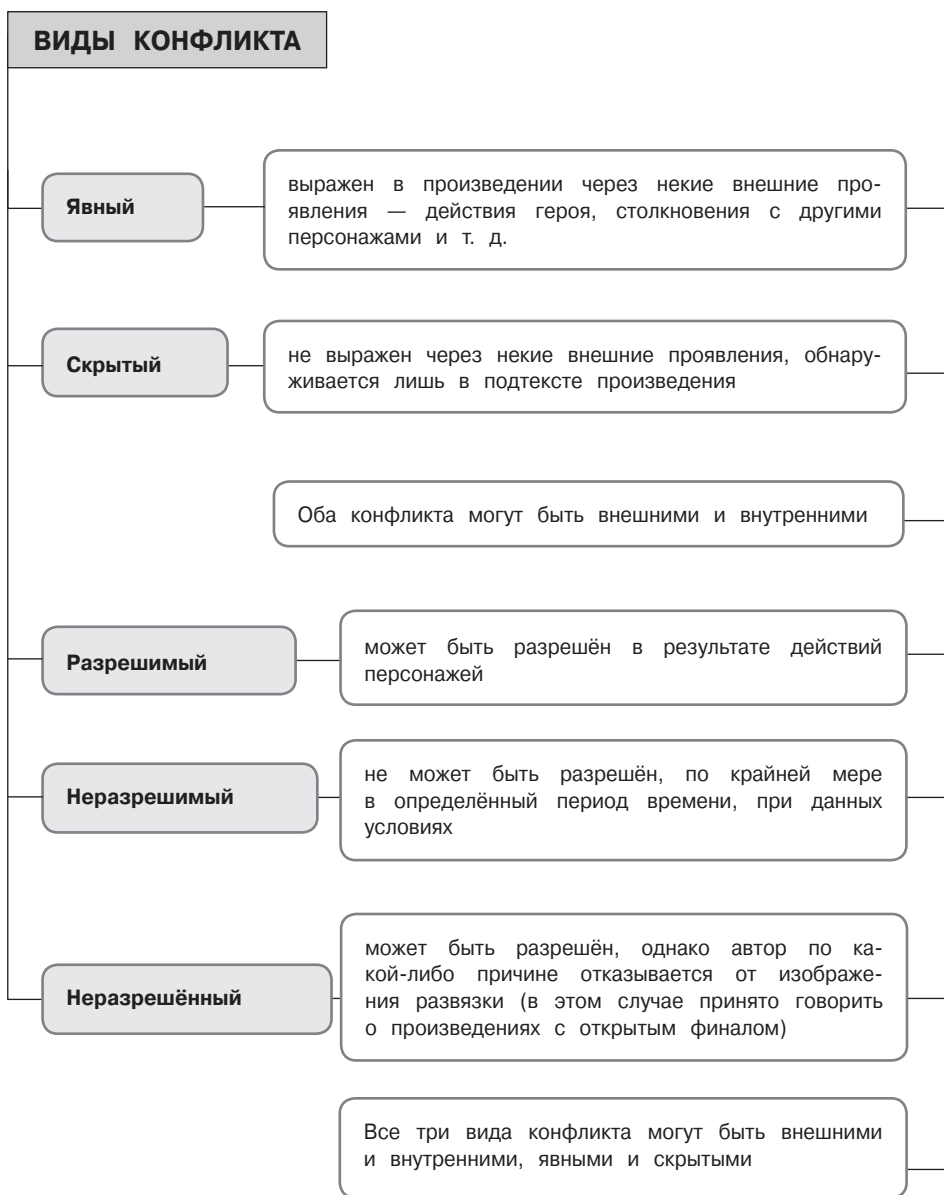 ВИДЫ КОНФЛИКТА
Явный
выражен в произведении через некие внешние про-
явления — действия героя, столкновения с другими
персонажами и т. д.
Скрытый
не выражен через некие внешние проявления, обнару-
живается лишь в подтексте произведения
Оба конфликта могут быть внешними и внутренними
Разрешимый
может быть разрешён в результате действий
персонажей
Неразрешимый
не может быть разрешён, по крайней мере
в определённый период времени, при данных
условиях
Неразрешённый
может быть разрешён, однако автор по ка-
кой-либо причине отказывается от изображе-
ния развязки (в этом случае принято говорить
о произведениях с открытым финалом)
Все три вида конфликта могут быть внешними
и внутренними, явными и скрытыми